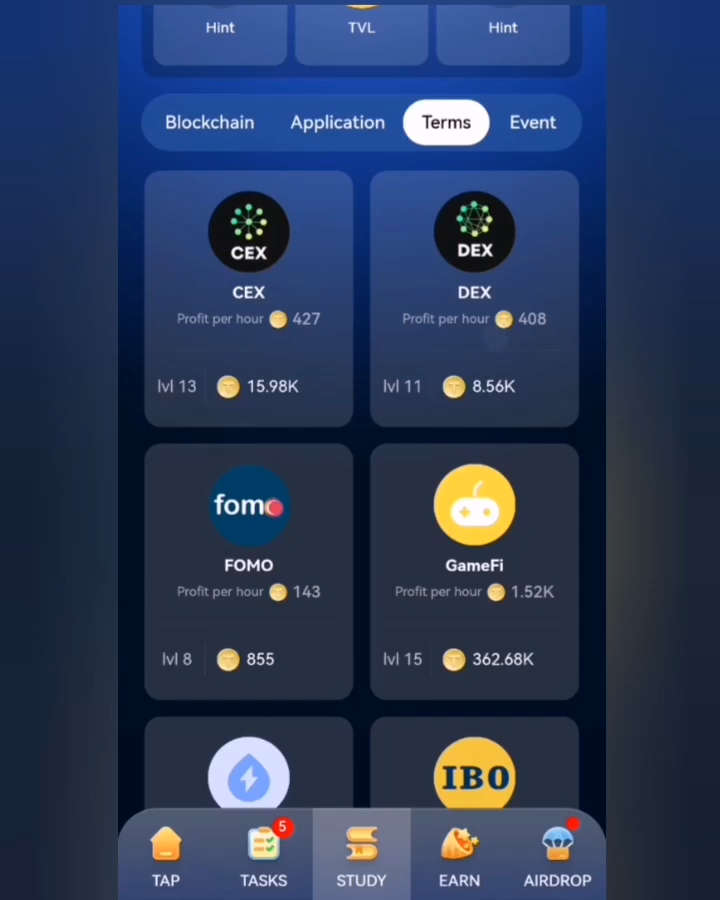 Hint TVL Hint
Blockchain Application Terms Event
CEX DEX
CEX DEX
Profit per hour 427 Profit per hour 408
lvl 13 15.98K lvl 11 8.56K
fomo
FOMO GameFi
Profit per hour 143 Profit per hour 1.52K
lvl 8 855 lvl 15 362.68K
IBO
5
TAP TASKS STUDY EARN AIRDROP